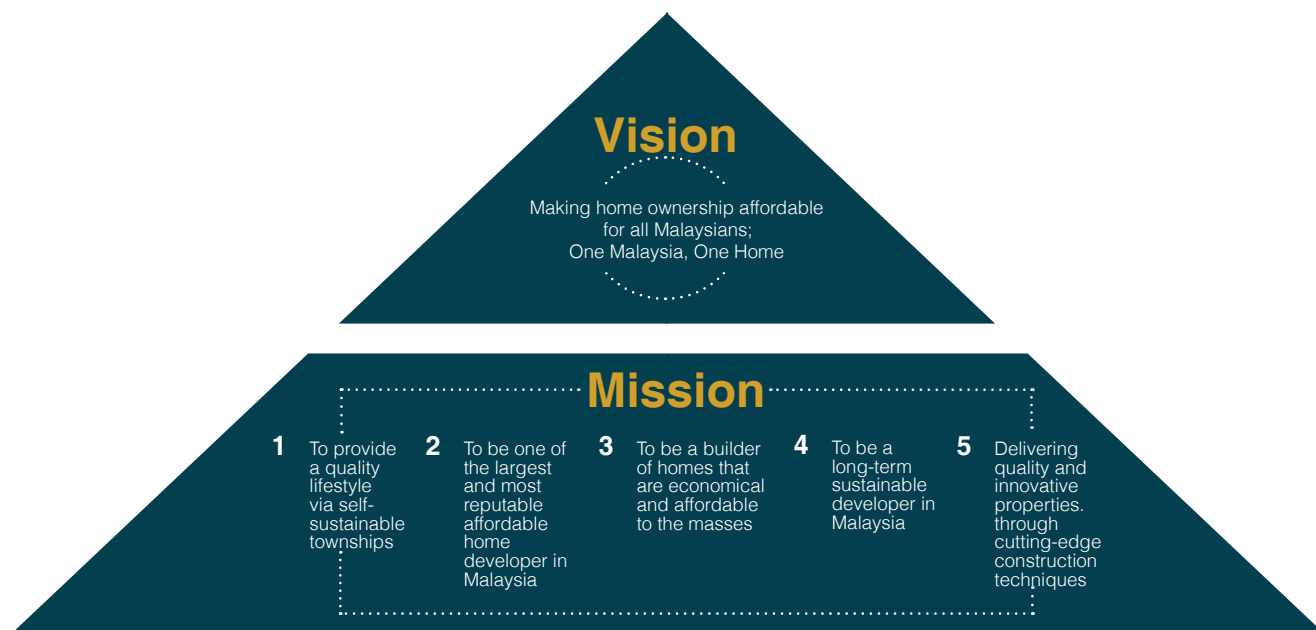 Vision
Making home ownership affordable
for all Malaysians;
One Malaysia, One Home
Mission
1
To provide
a quality
lifestyle
via self-
sustainable
townships
2
To be one of
the largest
and most
reputable
affordable
home
developer in
Malaysia
3
To be a builder
of homes that
are economical
and affordable
to the masses
4
To be a
long-term
sustainable
developer in
Malaysia
5
Delivering
quality and
innovative
properties.
through
cutting-edge
construction
techniques